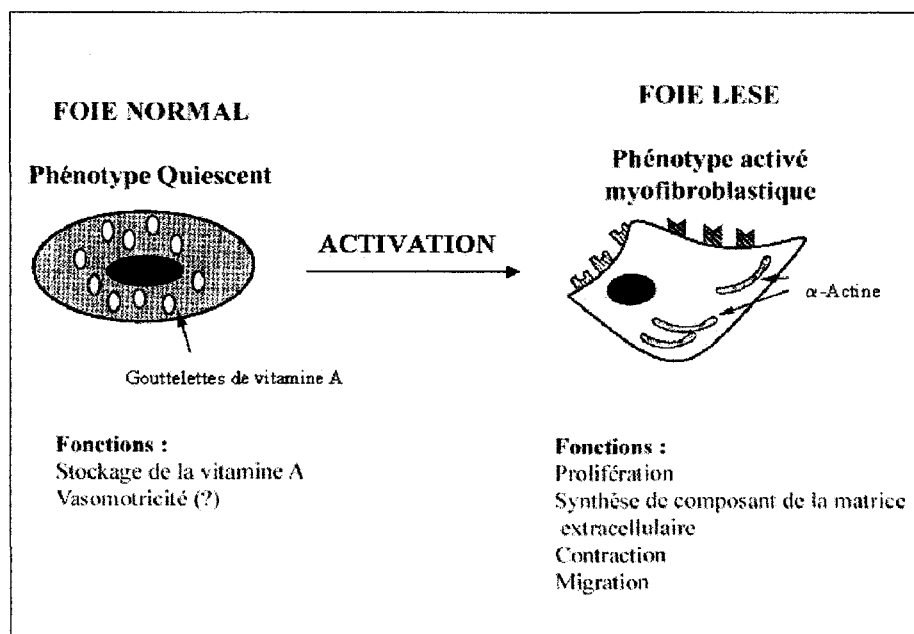 FOIE NORMAL
Phénotype Quiescent
Gouttelettes de vitamine A
Fonctions :
Stockage de la vitamine A
Vasomotricité (?)
ACTIVATION
FOIE LESE
Phénotype activé
myofibroblastique
α-Actine
Fonctions :
Prolifération
Synthèse de composant de la matrice
extracellulaire
Contraction
Migration